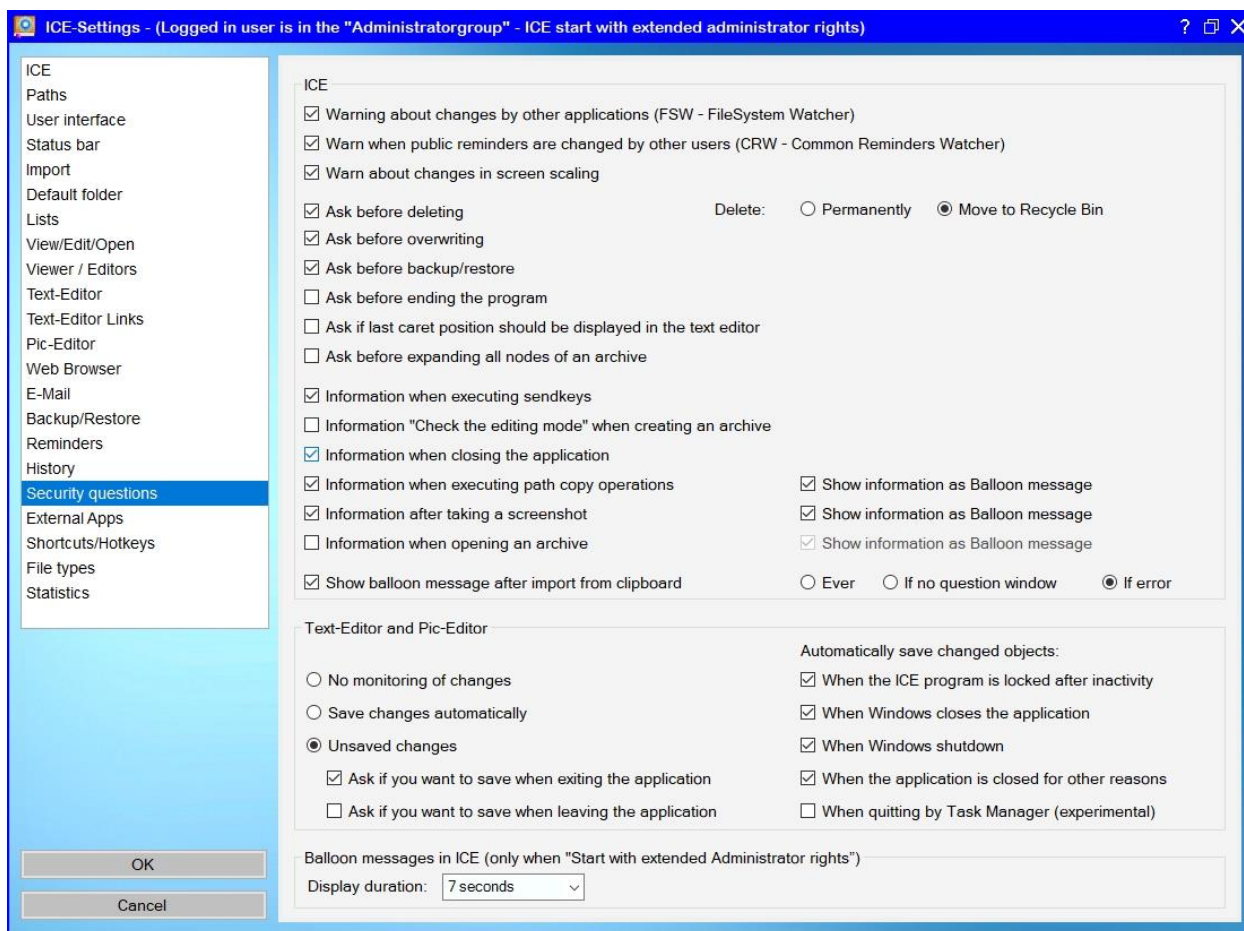 ICE-Settings - (Logged in user is in the "Administratorgroup" - ICE start with extended administrator rights)
ICE
Paths
User interface
Status bar
Import
Default folder
Lists
View/Edit/Open
Viewer / Editors
Text-Editor
Text-Editor Links
Pic-Editor
Web Browser
E-Mail
Backup/Restore
Reminders
History
Security questions
External Apps
Shortcuts/Hotkeys
File types
Statistics
OK
Cancel
ICE
Warning about changes by other applications (FSW - FileSystem Watcher)
Warn when public reminders are changed by other users (CRW - Common Reminders Watcher)
Warn about changes in screen scaling
Ask before deleting Delete: Permanently Move to Recycle Bin
Ask before overwriting
Ask before backup/restore
Ask before ending the program
Ask if last caret position should be displayed in the text editor
Ask before expanding all nodes of an archive
Information when executing sendkeys
Information "Check the editing mode" when creating an archive
Information when closing the application
Information when executing path copy operations Show information as Balloon message
Information after taking a screenshot Show information as Balloon message
Information when opening an archive Show information as Balloon message
Show balloon message after import from clipboard Ever If no question window If error
Text-Editor and Pic-Editor
Automatically save changed objects:
No monitoring of changes When the ICE program is locked after inactivity
Save changes automatically When Windows closes the application
Unsaved changes When Windows shutdown
Ask if you want to save when exiting the application When the application is closed for other reasons
Ask if you want to save when leaving the application When quitting by Task Manager (experimental)
Balloon messages in ICE (only when "Start with extended Administrator rights")
Display duration: 7 seconds